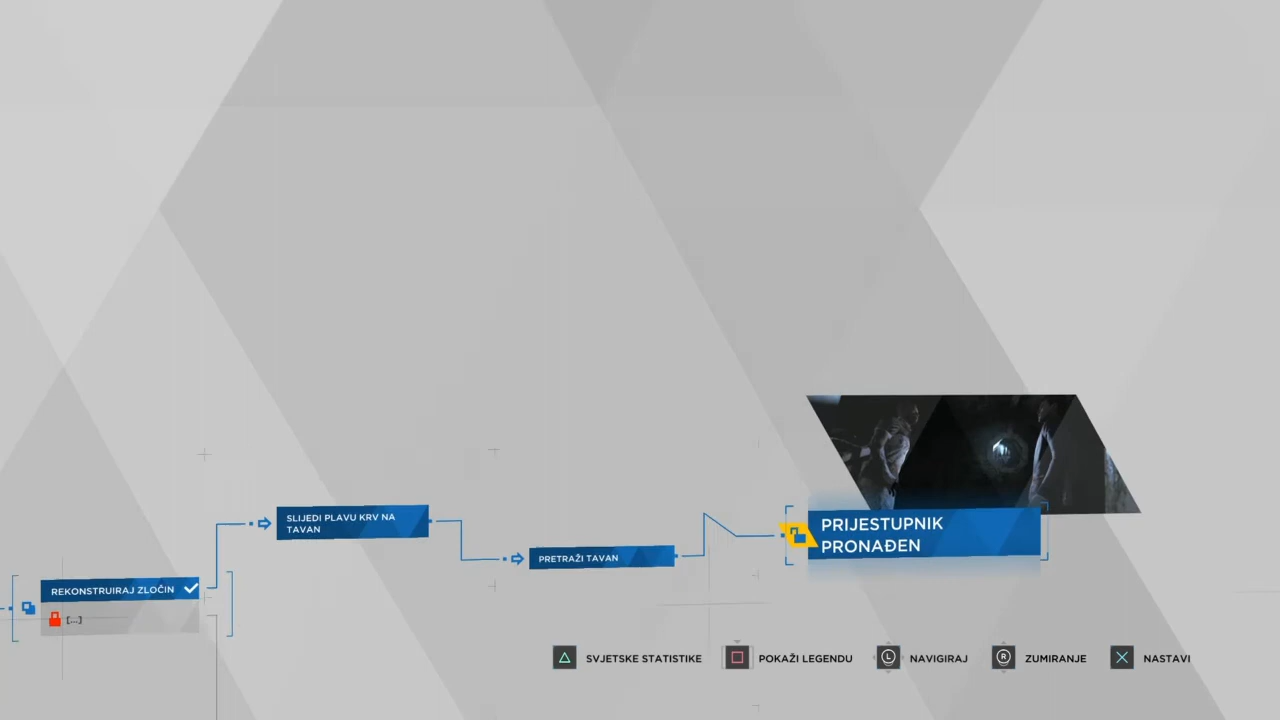 REKONSTRUIRAJ ZLOČIN
[...]
SLIJEDI PLAVU KRV NA
TAVAN
PRETRAŽI TAVAN
PRIJESTUPNIK
PRONAĐEN
SVJETSKE STATISTIKE
POKAŽI LEGENDU
L NAVIGIRAJ
R ZUMIRANJE
NASTAVI